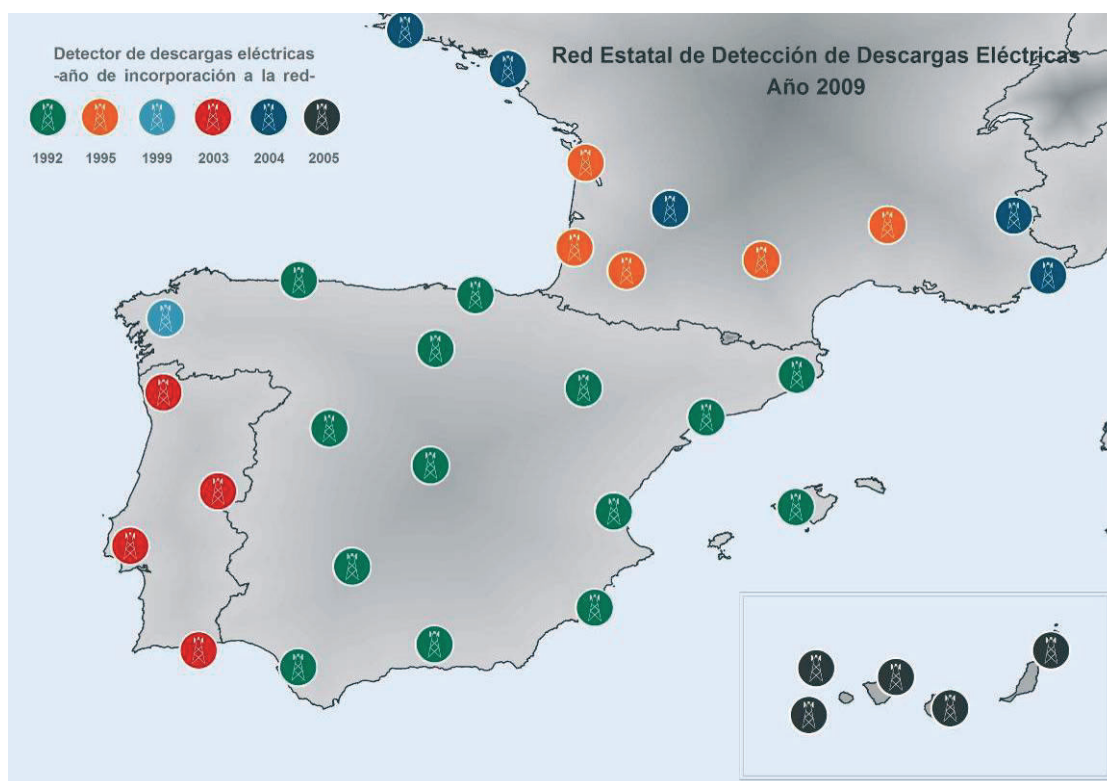 Detector de descargas eléctricas
-año de incorporación a la red-
1992 1995 1999 2003 2004 2005
Red Estatal de Detección de Descargas Eléctricas
Año 2009